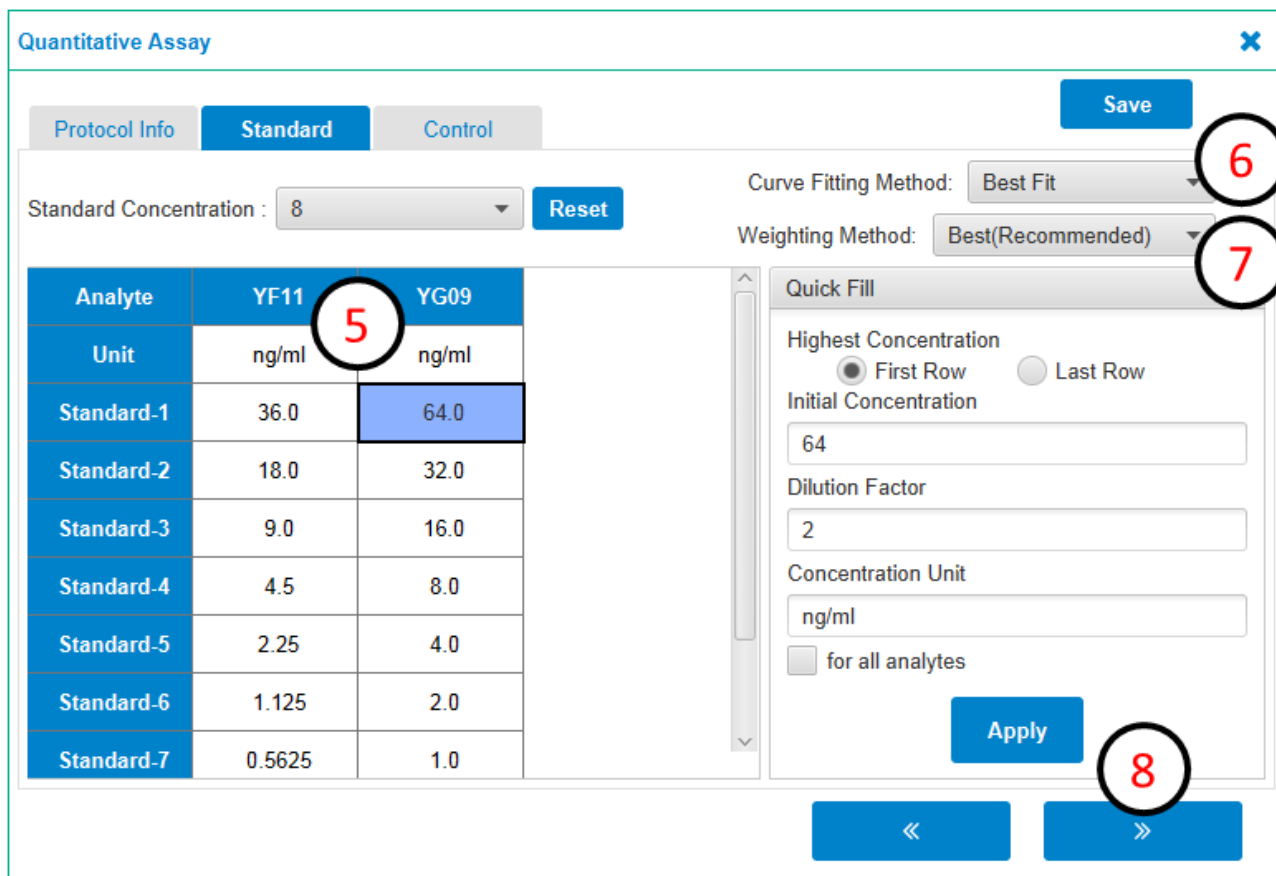 Quantitative Assay
Save
Protocol Info Standard Control
6
Curve Fitting Method: Best Fit
Standard Concentration : 8 Reset
Weighting Method: Best(Recommended)
7
Analyte YF11 YG09
5
Unit ng/ml ng/ml
Standard-1 36.0 64.0
Standard-2 18.0 32.0
Standard-3 9.0 16.0
Standard-4 4.5 8.0
Standard-5 2.25 4.0
Standard-6 1.125 2.0
Standard-7 0.5625 1.0
Quick Fill
Highest Concentration
First Row Last Row
Initial Concentration
64
Dilution Factor
2
Concentration Unit
ng/ml
for all analytes
Apply
8
«
»